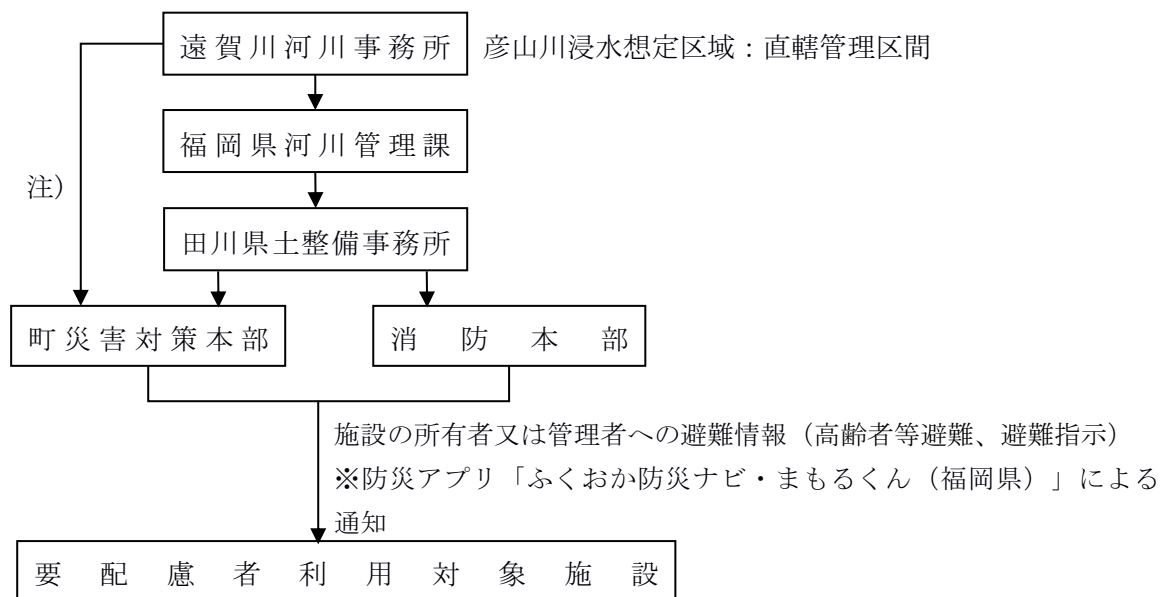 遠賀川河川事務所 彦山川浸水想定区域：直轄管理区間
福岡県河川管理課
注）
田川県土整備事務所
町災害対策本部 消防本部
施設の所有者又は管理者への避難情報（高齢者等避難、避難指示）
※防災アプリ「ふくおか防災ナビ・まもるくん（福岡県）」による
通知
要配慮者利用対象施設